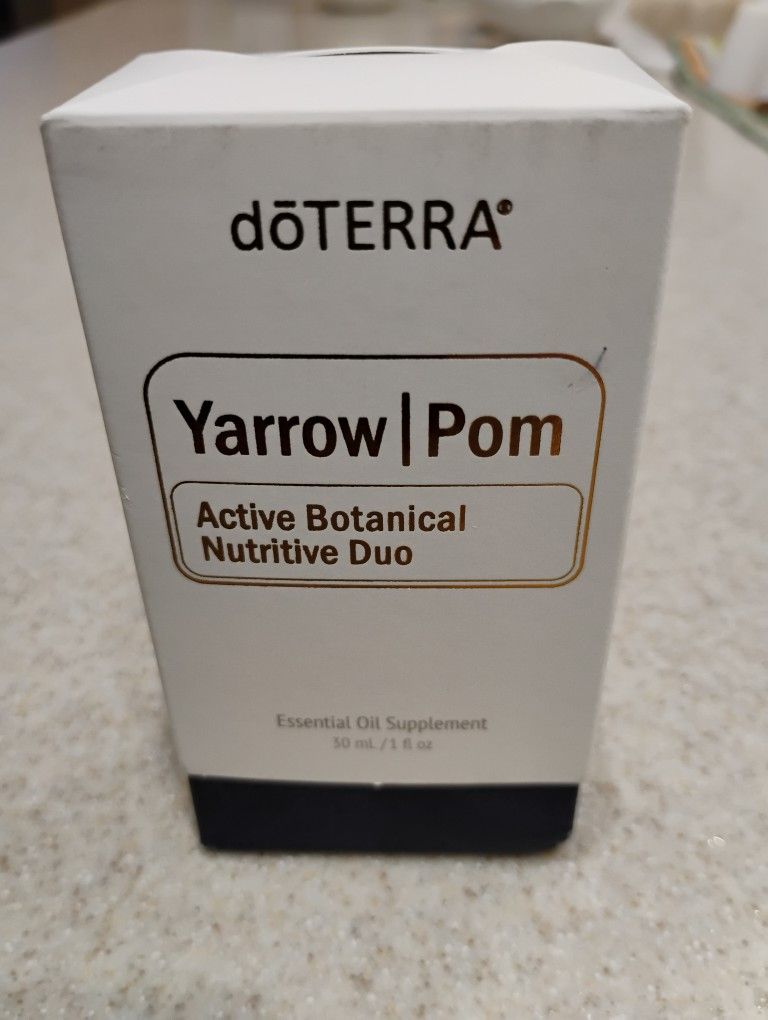 dōTERRA®
Yarrow|Pom
Active Botanical
Nutritive Duo
Essential Oil Supplement
30 mL / 1 fl oz